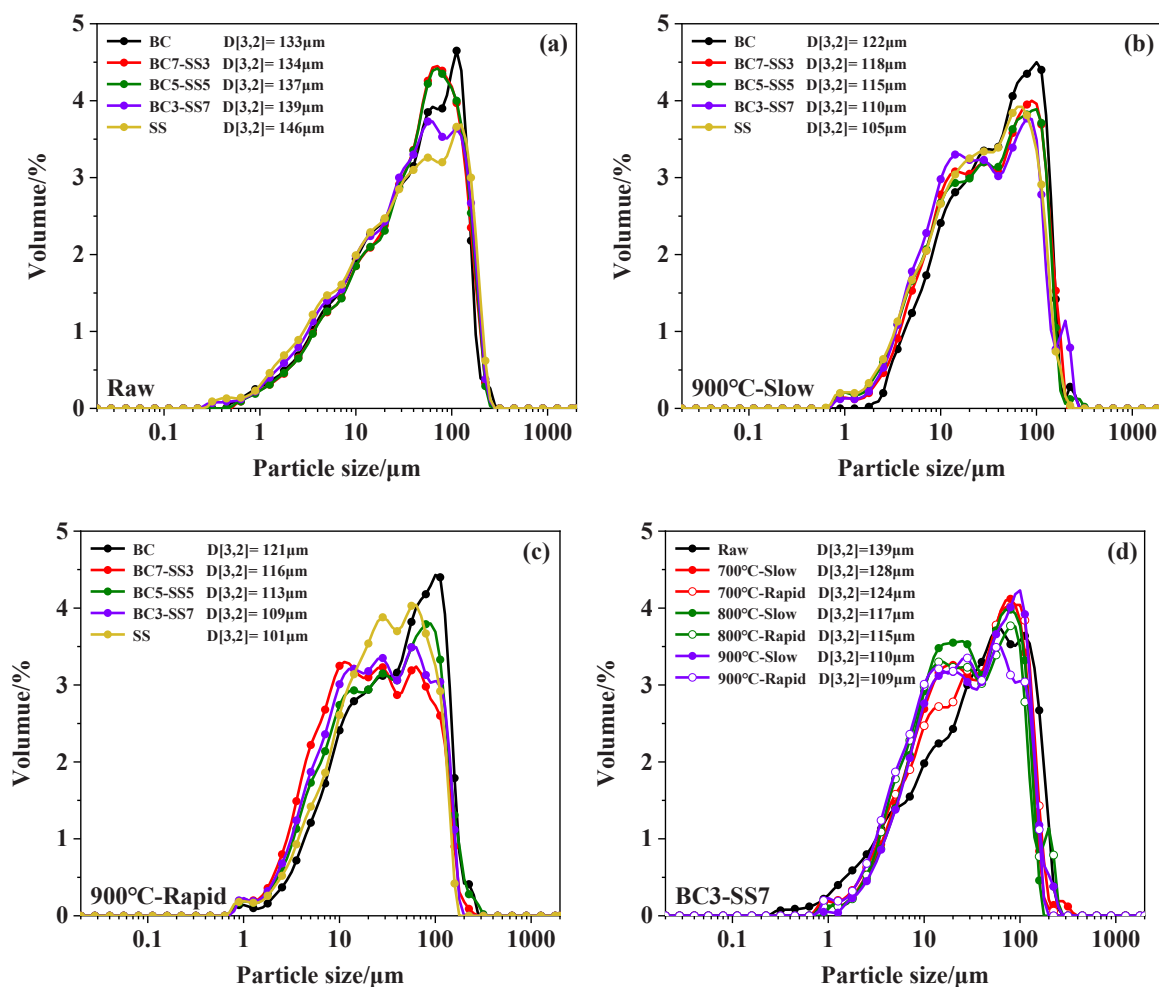 (a)
BC D[3,2]= 133μm
BC7-SS3 D[3,2]= 134μm
BC5-SS5 D[3,2]= 137μm
BC3-SS7 D[3,2]= 139μm
SS D[3,2]= 146μm
5
4
3
2
1
0
Volumue/%
Raw
0.1 1 10 100 1000
Particle size/μm
(b)
BC D[3,2]= 122μm
BC7-SS3 D[3,2]= 118μm
BC5-SS5 D[3,2]= 115μm
BC3-SS7 D[3,2]= 110μm
SS D[3,2]= 105μm
5
4
3
2
1
0
Volumue/%
900°C-Slow
0.1 1 10 100 1000
Particle size/μm
(c)
BC D[3,2]= 121μm
BC7-SS3 D[3,2]= 116μm
BC5-SS5 D[3,2]= 113μm
BC3-SS7 D[3,2]= 109μm
SS D[3,2]= 101μm
5
4
3
2
1
0
Volumue/%
900°C-Rapid
0.1 1 10 100 1000
Particle size/μm
(d)
Raw D[3,2]=139μm
700°C-Slow D[3,2]=128μm
700°C-Rapid D[3,2]=124μm
800°C-Slow D[3,2]=117μm
800°C-Rapid D[3,2]=115μm
900°C-Slow D[3,2]=110μm
900°C-Rapid D[3,2]=109μm
5
4
3
2
1
0
Volumue/%
BC3-SS7
0.1 1 10 100 1000
Particle size/μm